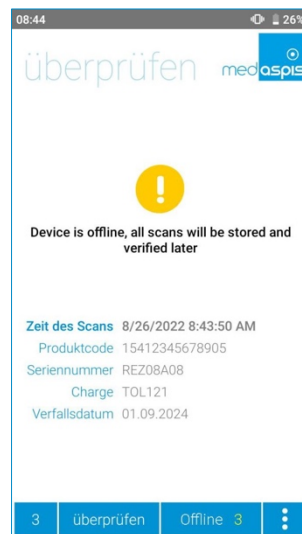 08:44 26%
überprüfen medaspis
!
Device is offline, all scans will be stored and
verified later
Zeit des Scans 8/26/2022 8:43:50 AM
Produktcode 15412345678905
Seriennummer REZ08A08
Charge TOL121
Verfallsdatum 01.09.2024
3 überprüfen Offline 3